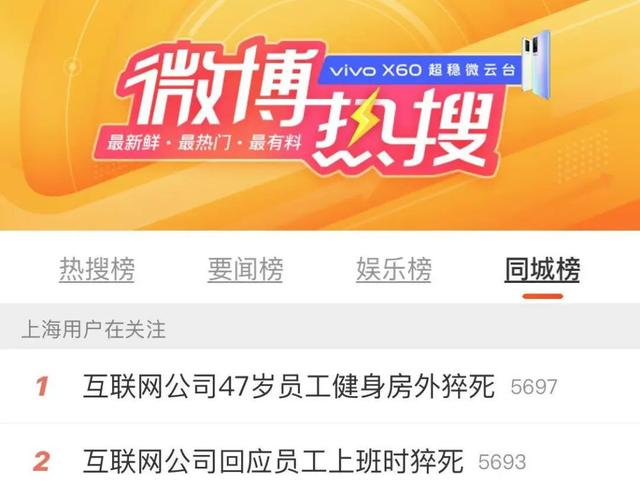 微博热搜
vivo X60 超稳微云台
最新鲜·最热门·最有料
热搜榜 要闻榜 娱乐榜 同城榜
上海用户在关注
1 互联网公司47岁员工健身房外猝死 5697
2 互联网公司回应员工上班时猝死 5693